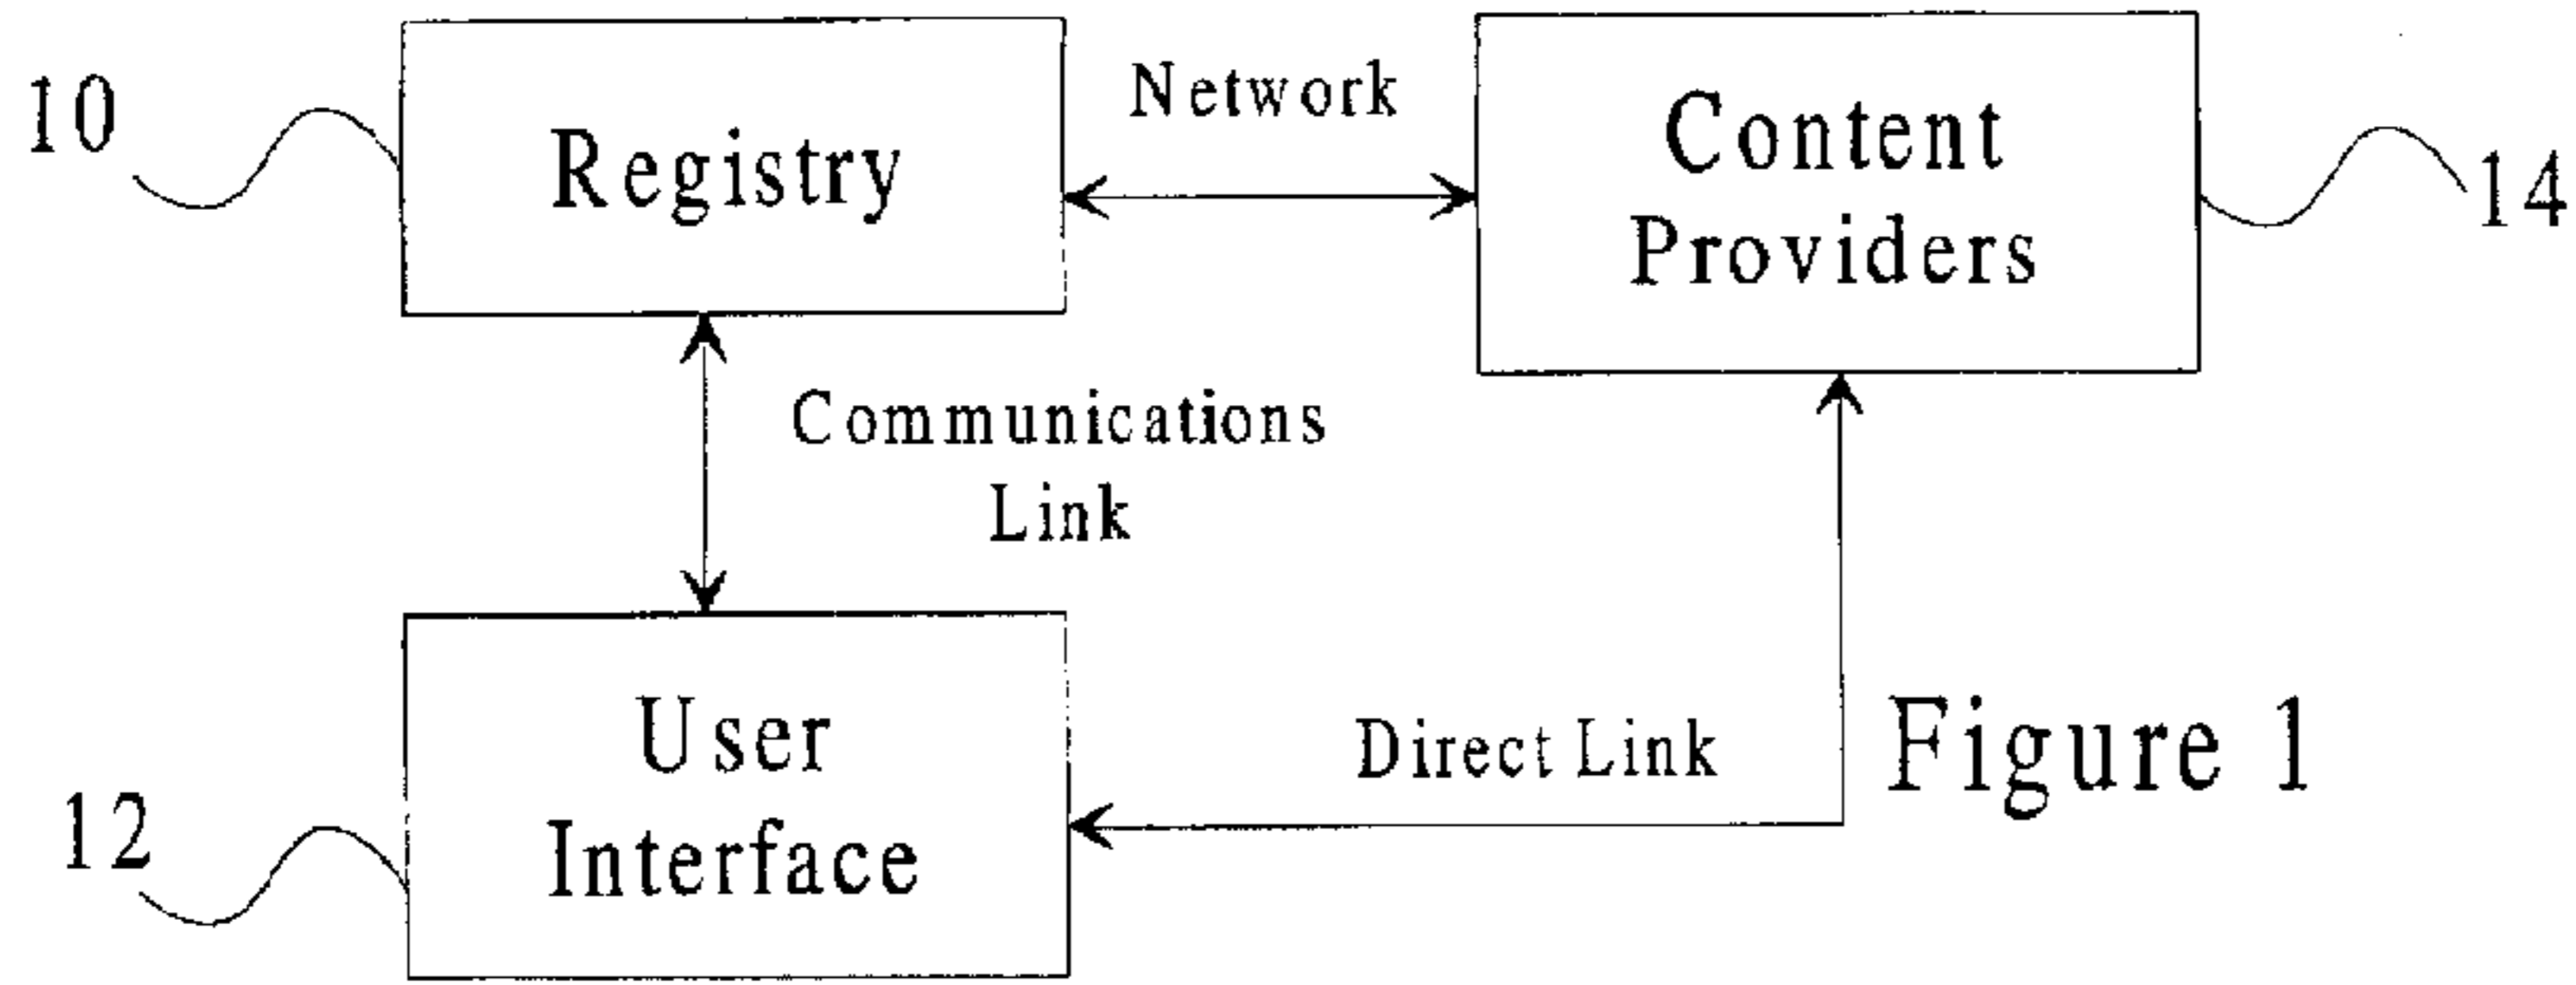 10
Registry
Network
Content
Providers
14
Communications
Link
User
Interface
12
Direct Link
Figure 1